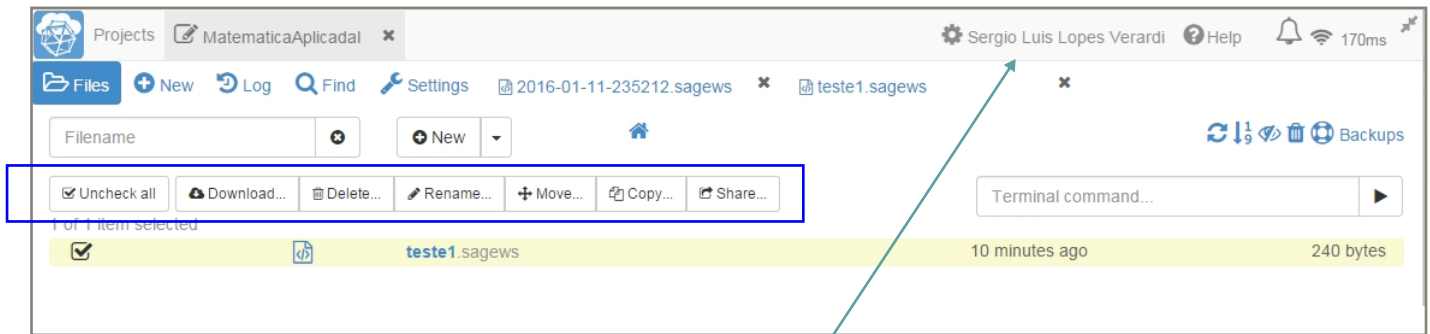 Projects MatematicaAplicadaI Sergio Luis Lopes Verardi Help 170ms
Files New Log Find Settings 2016-01-11-235212.sagews teste1.sagews
Filename New Backups
Uncheck all Download... Delete... Rename... Move... Copy... Share... Terminal command...
1 of 1 item selected
teste1.sagews 10 minutes ago 240 bytes